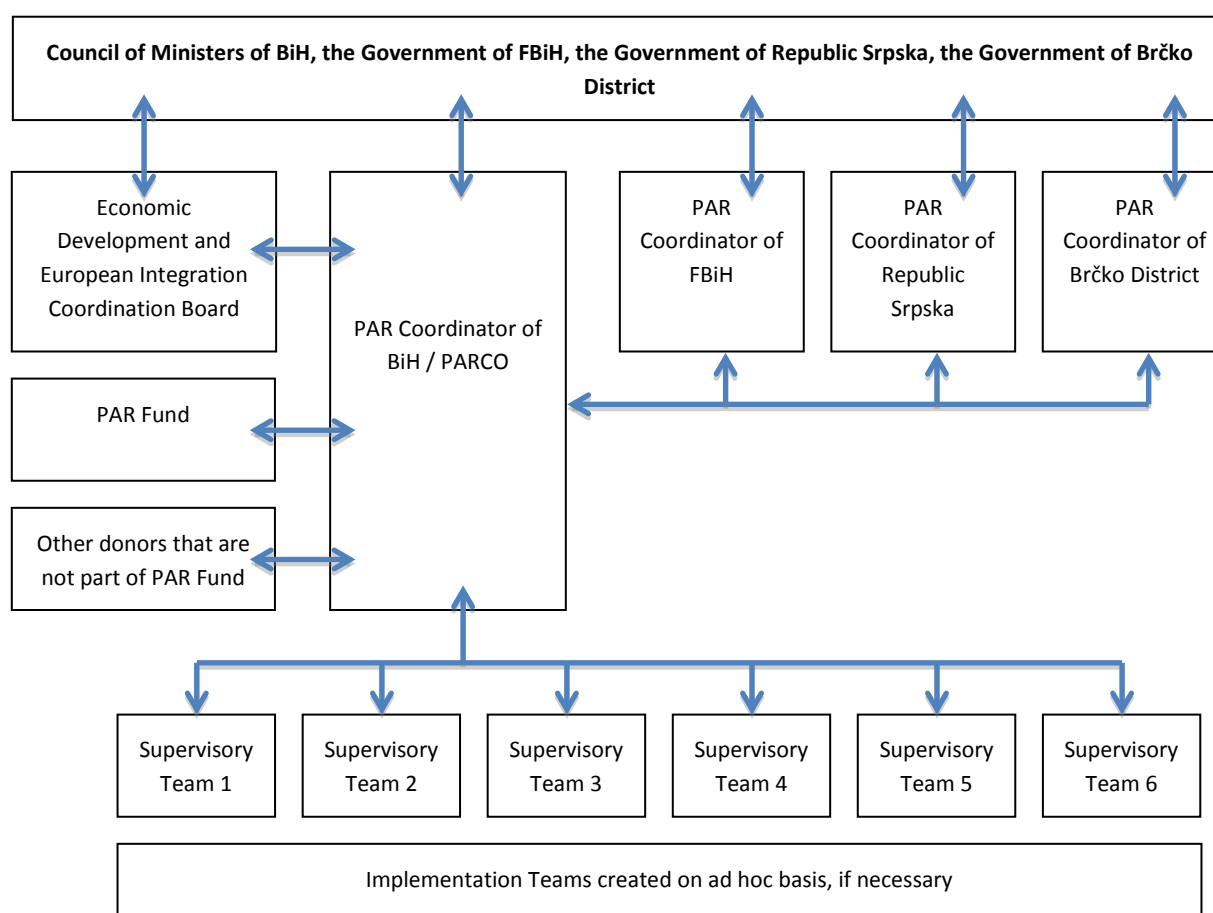 Council of Ministers of BiH, the Government of FBiH, the Government of Republic Srpska, the Government of Brčko
District
Economic
Development and
European Integration
Coordination Board
PAR Coordinator of
BiH / PARCO
PAR
Coordinator of
FBiH
PAR
Coordinator of
Republic
Srpska
PAR
Coordinator of
Brčko District
PAR Fund
Other donors that are
not part of PAR Fund
Supervisory
Team 1
Supervisory
Team 2
Supervisory
Team 3
Supervisory
Team 4
Supervisory
Team 5
Supervisory
Team 6
Implementation Teams created on ad hoc basis, if necessary